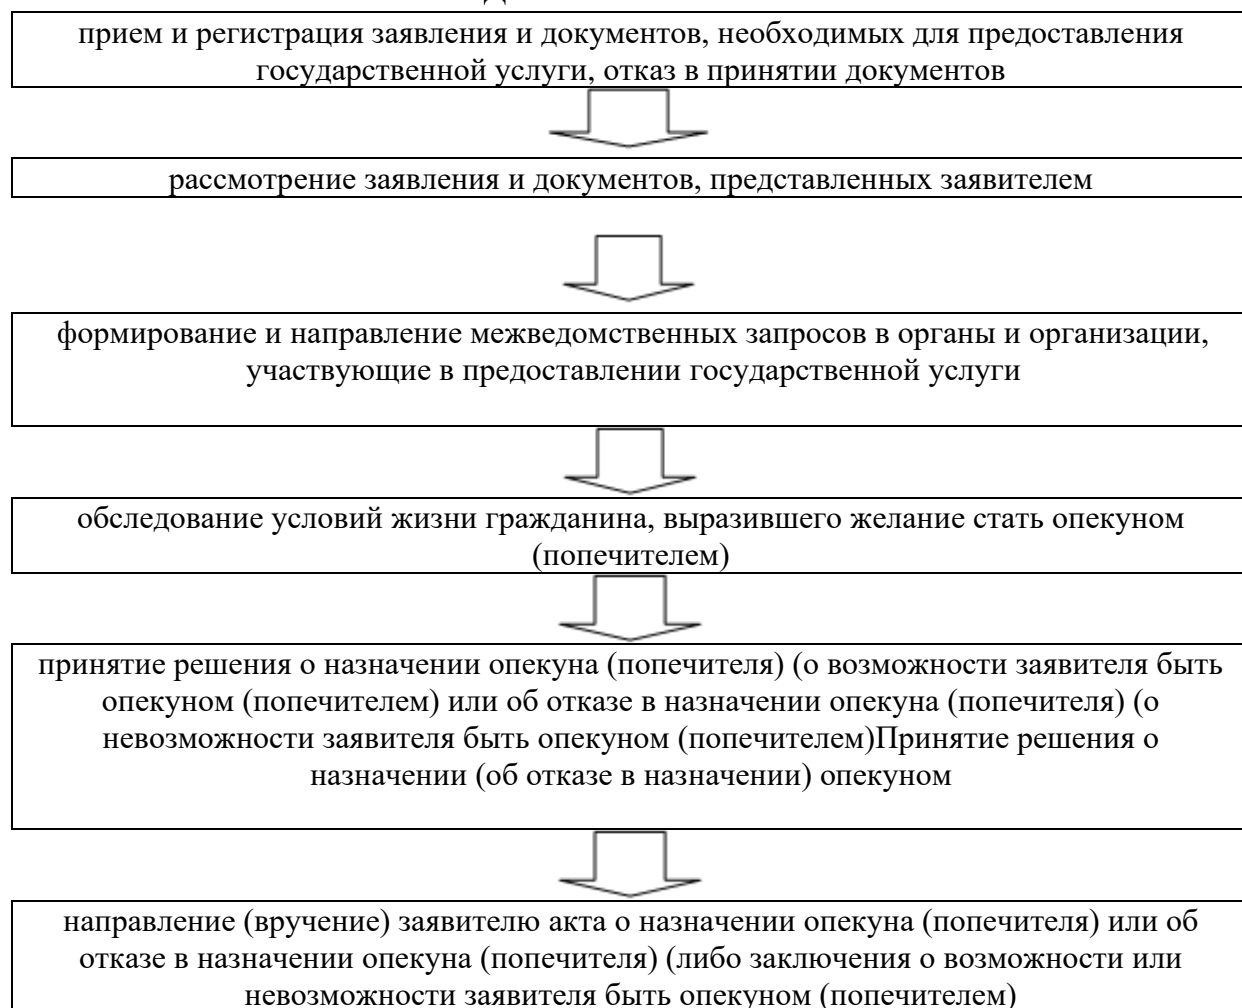 прием и регистрация заявления и документов, необходимых для предоставления
государственной услуги, отказ в принятии документов
рассмотрение заявления и документов, представленных заявителем
формирование и направление межведомственных запросов в органы и организации,
участвующие в предоставлении государственной услуги
обследование условий жизни гражданина, выразившего желание стать опекуном
(попечителем)
принятие решения о назначении опекуна (попечителя) (о возможности заявителя быть
опекуном (попечителем) или об отказе в назначении опекуна (попечителя) (о
невозможности заявителя быть опекуном (попечителем)Принятие решения о
назначении (об отказе в назначении) опекуном
направление (вручение) заявителю акта о назначении опекуна (попечителя) или об
отказе в назначении опекуна (попечителя) (либо заключения о возможности или
невозможности заявителя быть опекуном (попечителем)